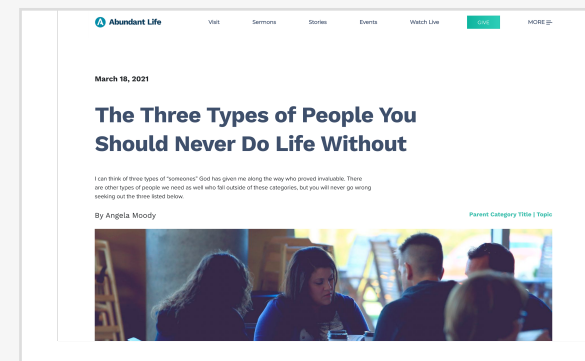 Abundant Life
Visit Sermons Stories Events Watch Live GIVE MORE
March 18, 2021
The Three Types of People You
Should Never Do Life Without
I can think of three types of "someones" God has given me along the way who proved invaluable. There
are other types of people we need as well who fall outside of these categories, but you will never go wrong
seeking out the three listed below.
By Angela Moody
Parent Category Title | Topic